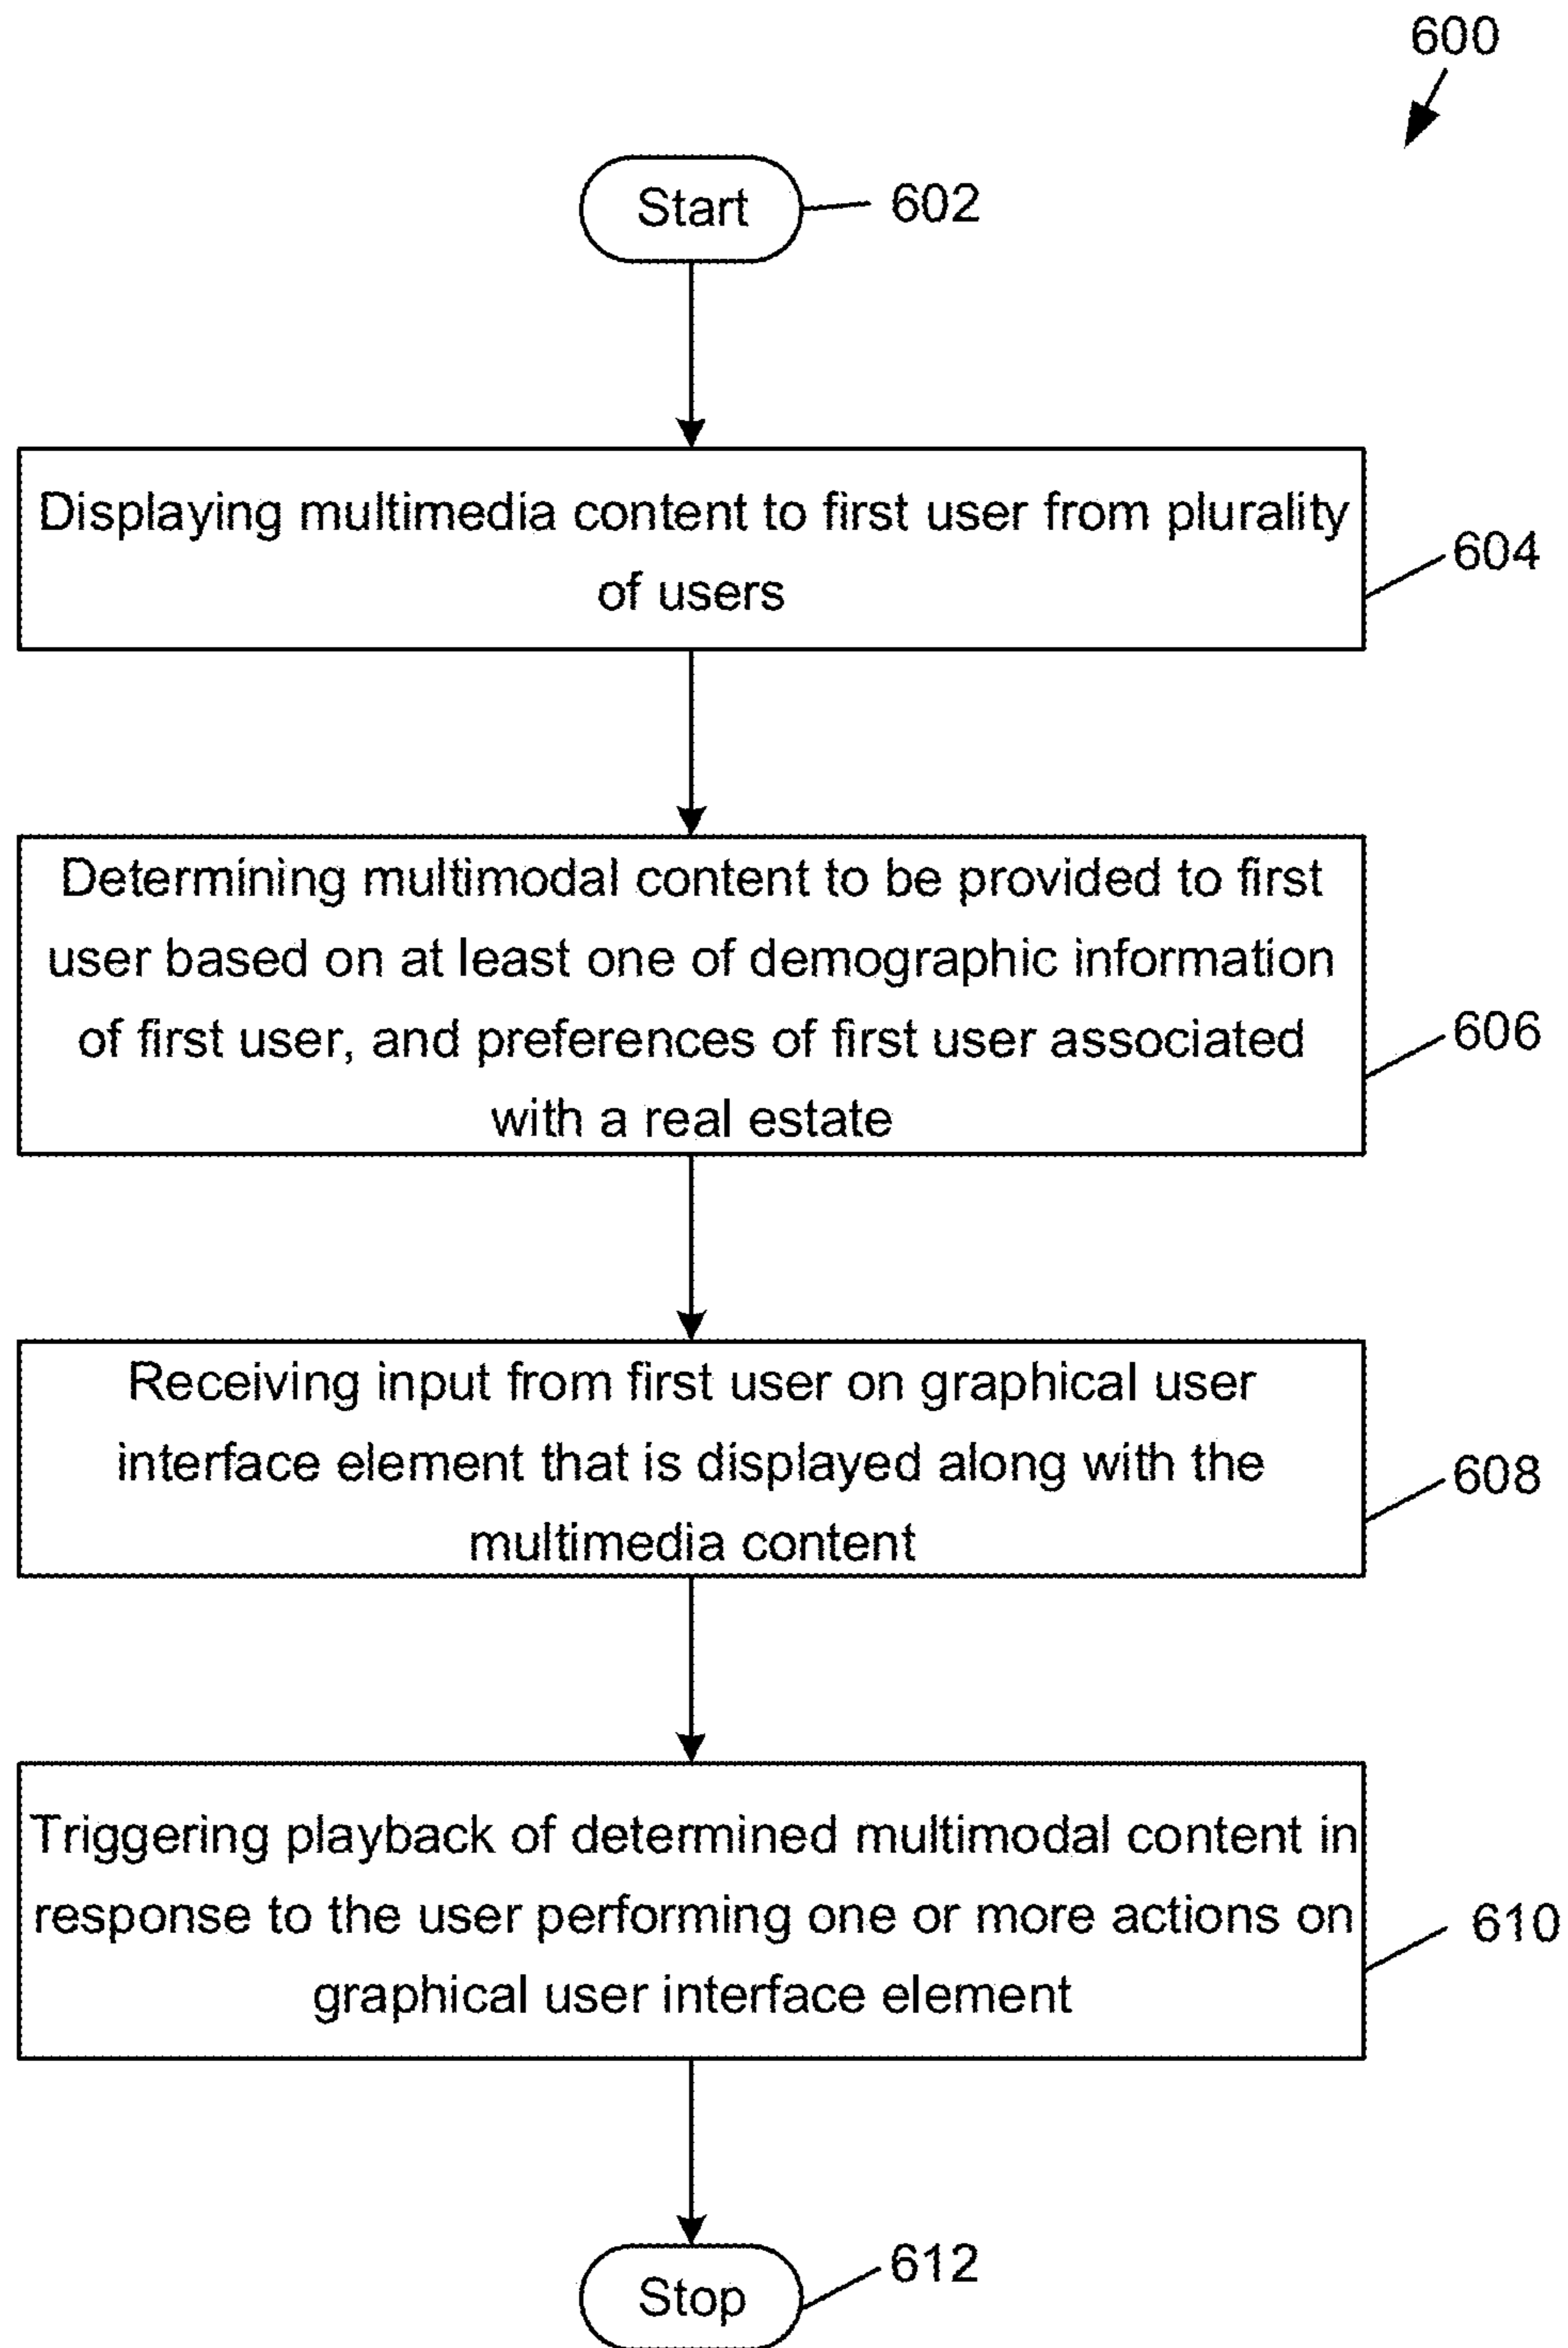 600
Start
602
Displaying multimedia content to first user from plurality
of users
604
Determining multimodal content to be provided to first
user based on at least one of demographic information
of first user, and preferences of first user associated
with a real estate
606
Receiving input from first user on graphical user
interface element that is displayed along with the
multimedia content
608
Triggering playback of determined multimodal content in
response to the user performing one or more actions on
graphical user interface element
610
Stop
612